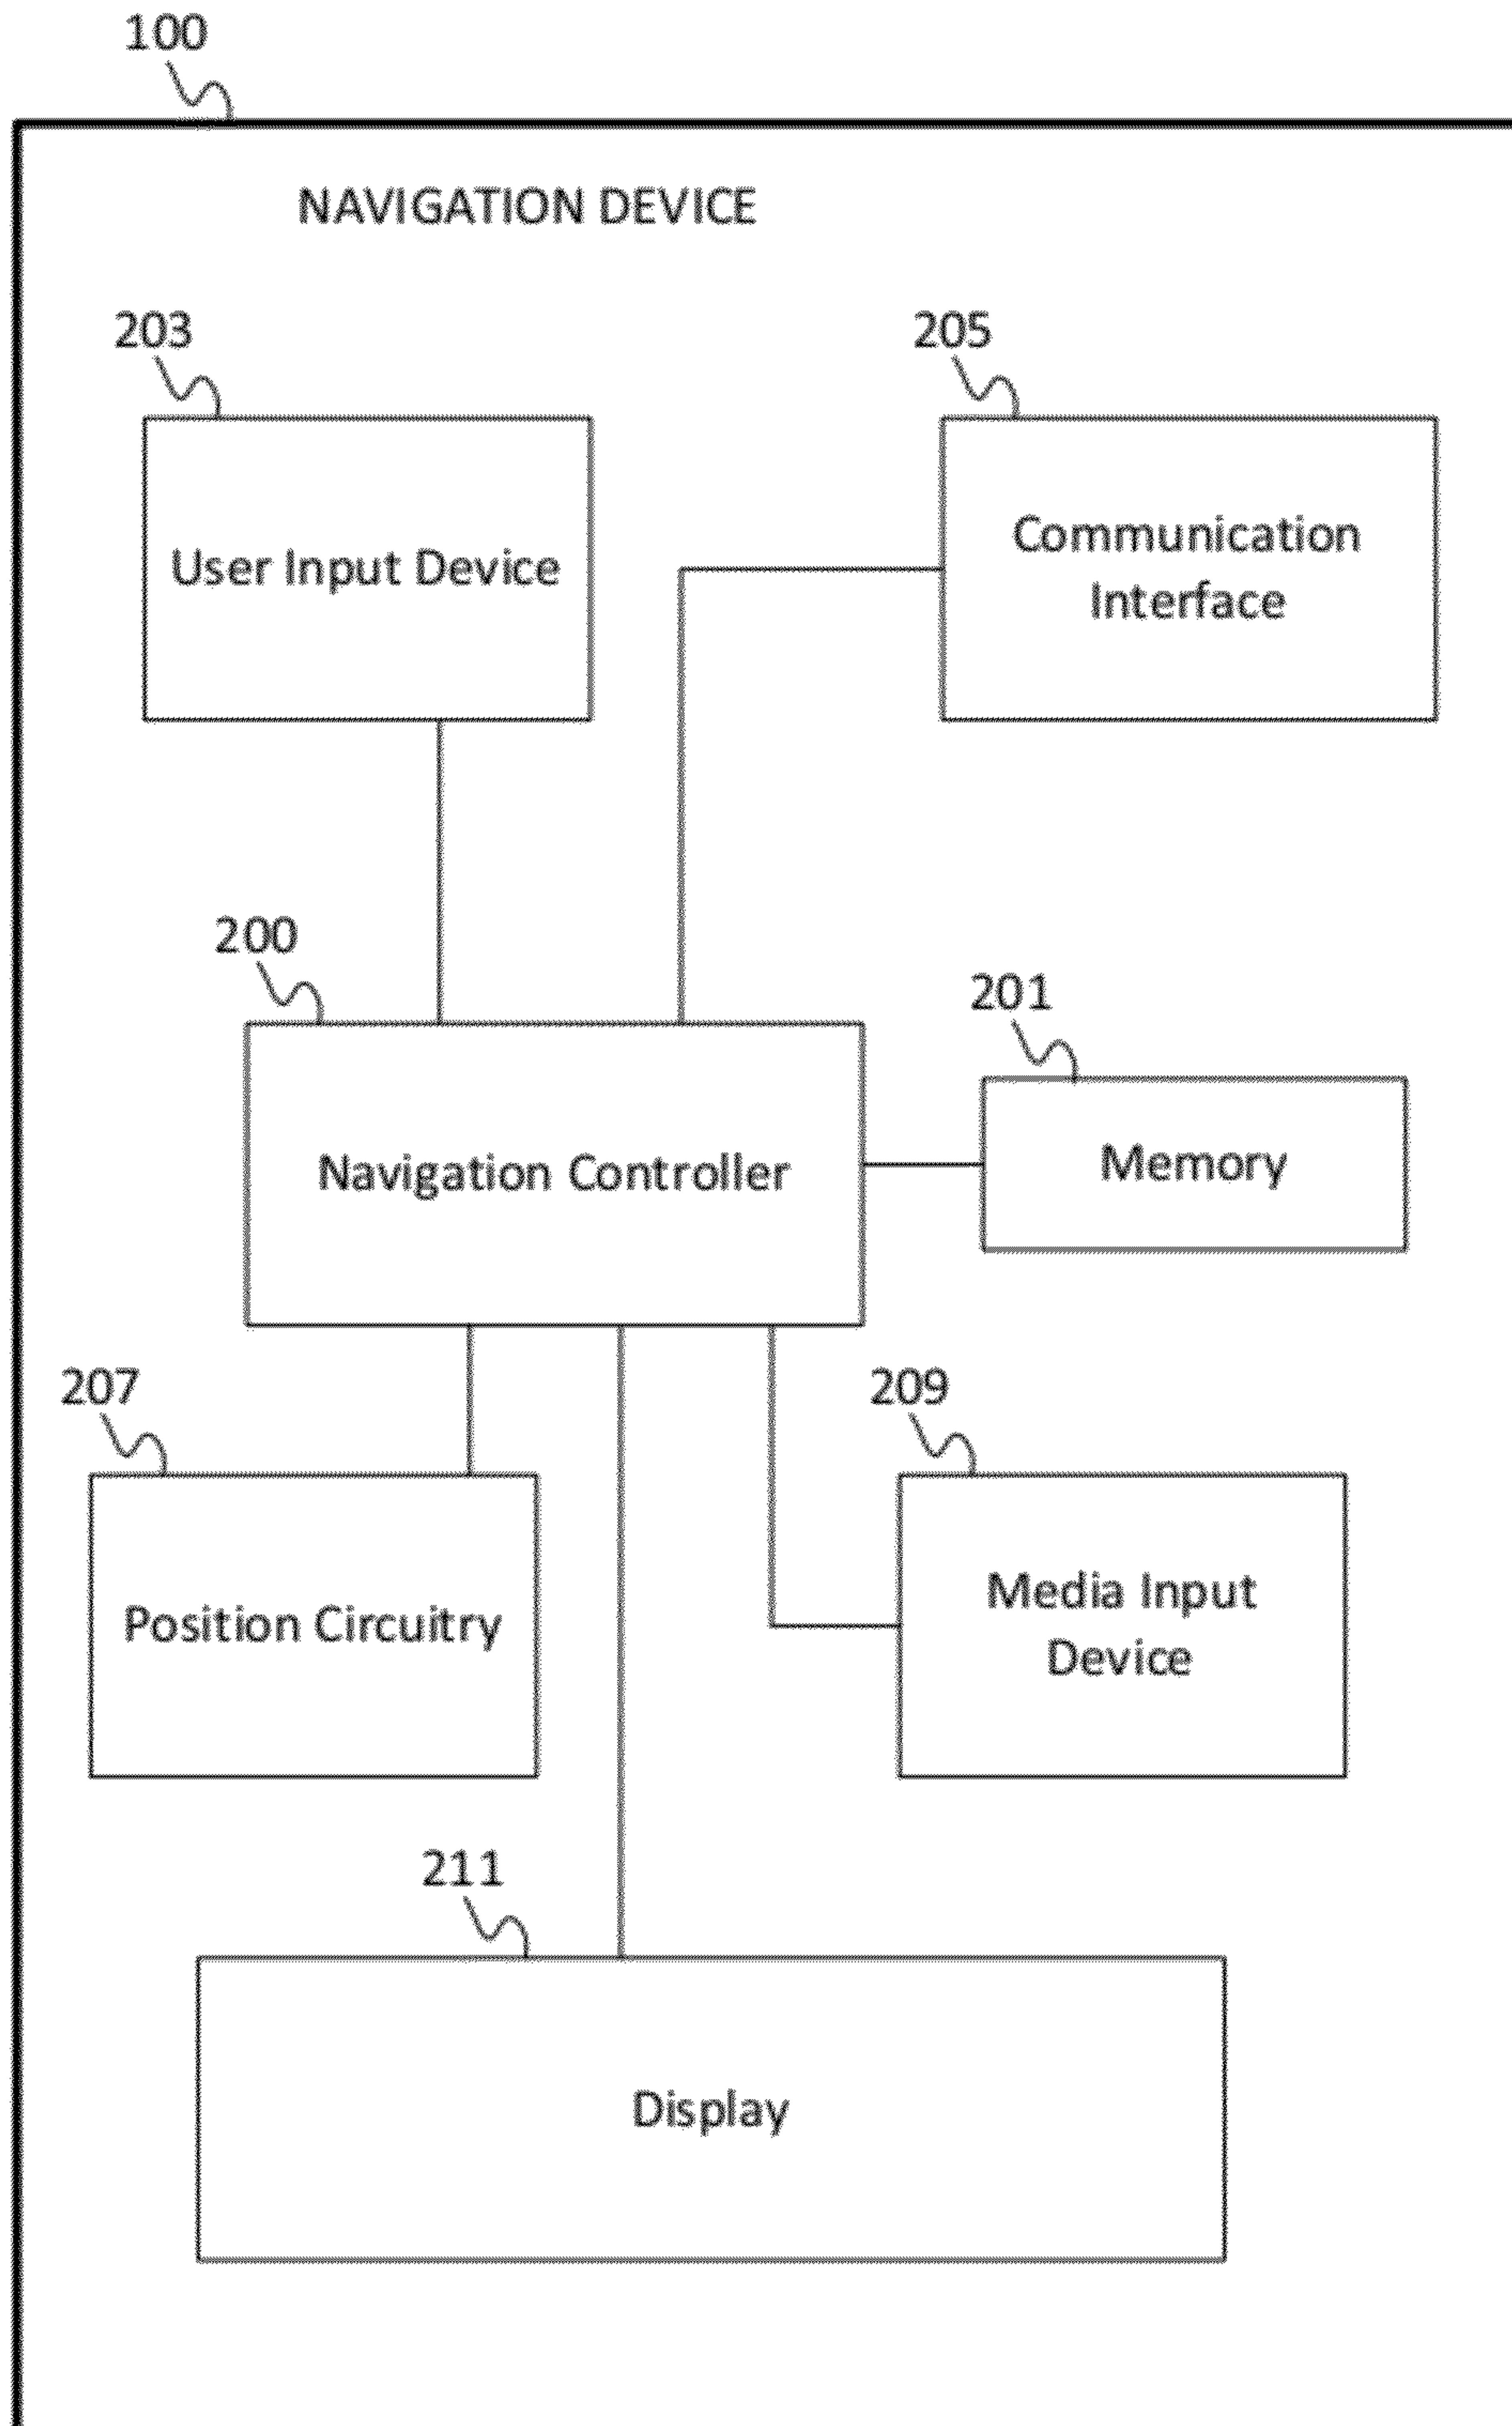 100
NAVIGATION DEVICE
203
205
User Input Device
Communication
Interface
200
201
Navigation Controller
Memory
207
209
Position Circuitry
Media Input
Device
211
Display